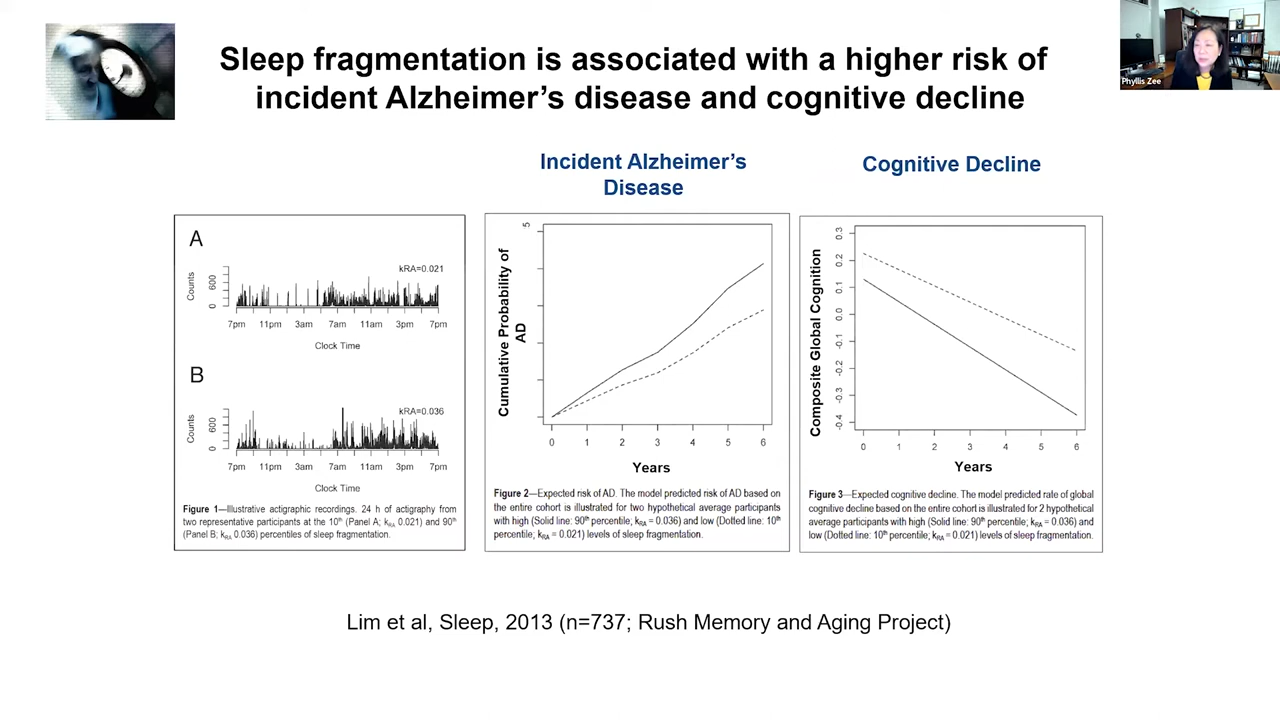 Sleep fragmentation is associated with a higher risk of
incident Alzheimer's disease and cognitive decline
Phyllis Zee
Incident Alzheimer's
Disease
Cognitive Decline
A
kRA=0.021
Counts
600
0
7pm 11pm 3am 7am 11am 3pm 7pm
Clock Time
B
kRA=0.036
Counts
600
0
7pm 11pm 3am 7am 11am 3pm 7pm
Clock Time
Figure 1—Illustrative actigraphic recordings. 24 h of actigraphy from
two representative participants at the 10th (Panel A; kRA 0.021) and 90th
(Panel B; kRA 0.036) percentiles of sleep fragmentation.
Cumulative Probability of
AD
5
0 1 2 3 4 5 6
Years
Figure 2—Expected risk of AD. The model predicted risk of AD based on
the entire cohort is illustrated for two hypothetical average participants
with high (Solid line: 90th percentile; kRA = 0.036) and low (Dotted line: 10th
percentile; kRA = 0.021) levels of sleep fragmentation.
Composite Global Cognition
0.3
0.2
0.1
0.0
-0.1
-0.2
-0.3
-0.4
0 1 2 3 4 5 6
Years
Figure 3—Expected cognitive decline. The model predicted rate of global
cognitive decline based on the entire cohort is illustrated for 2 hypothetical
average participants with high (Solid line: 90th percentile; kRA = 0.036) and
low (Dotted line: 10th percentile; kRA = 0.021) levels of sleep fragmentation.
Lim et al, Sleep, 2013 (n=737; Rush Memory and Aging Project)